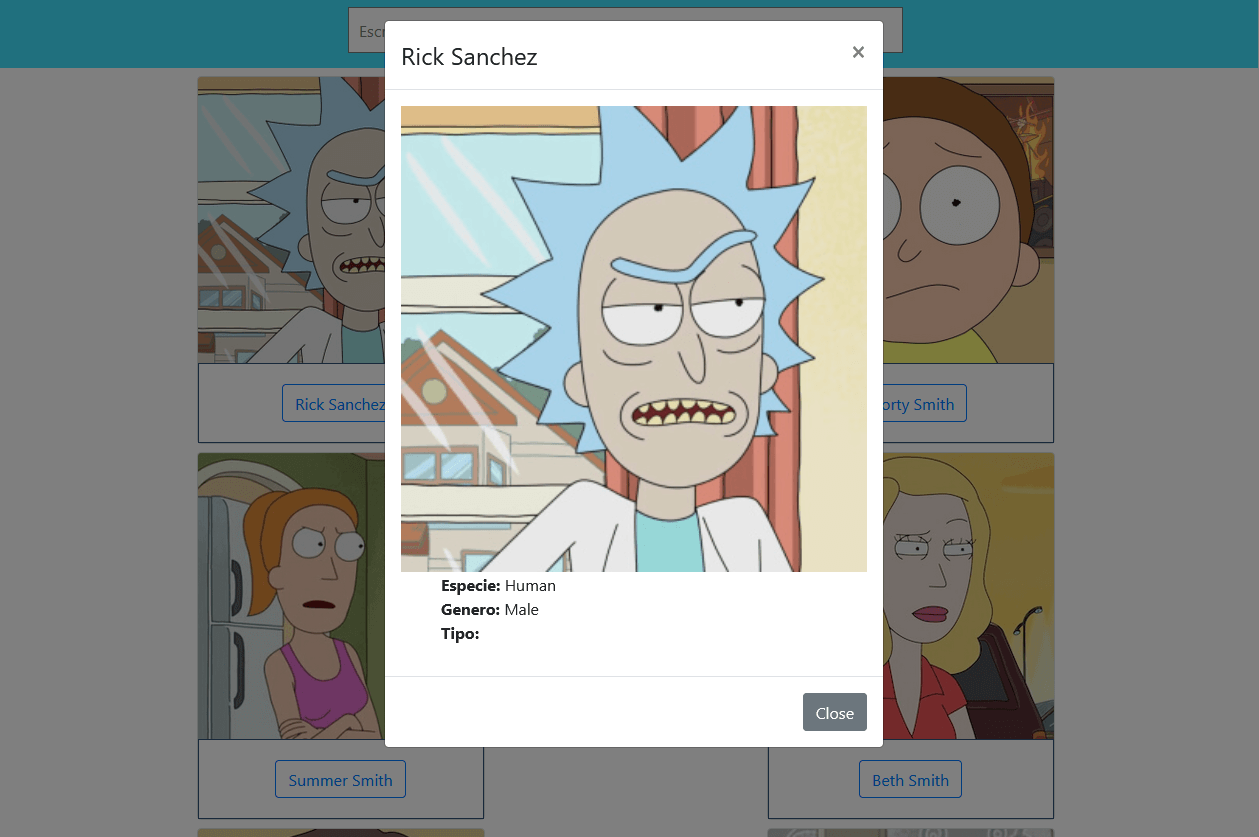 Escr
Rick Sanchez
×
Rick Sanchez
orty Smith
Especie: Human
Genero: Male
Tipo:
Close
Summer Smith
Beth Smith